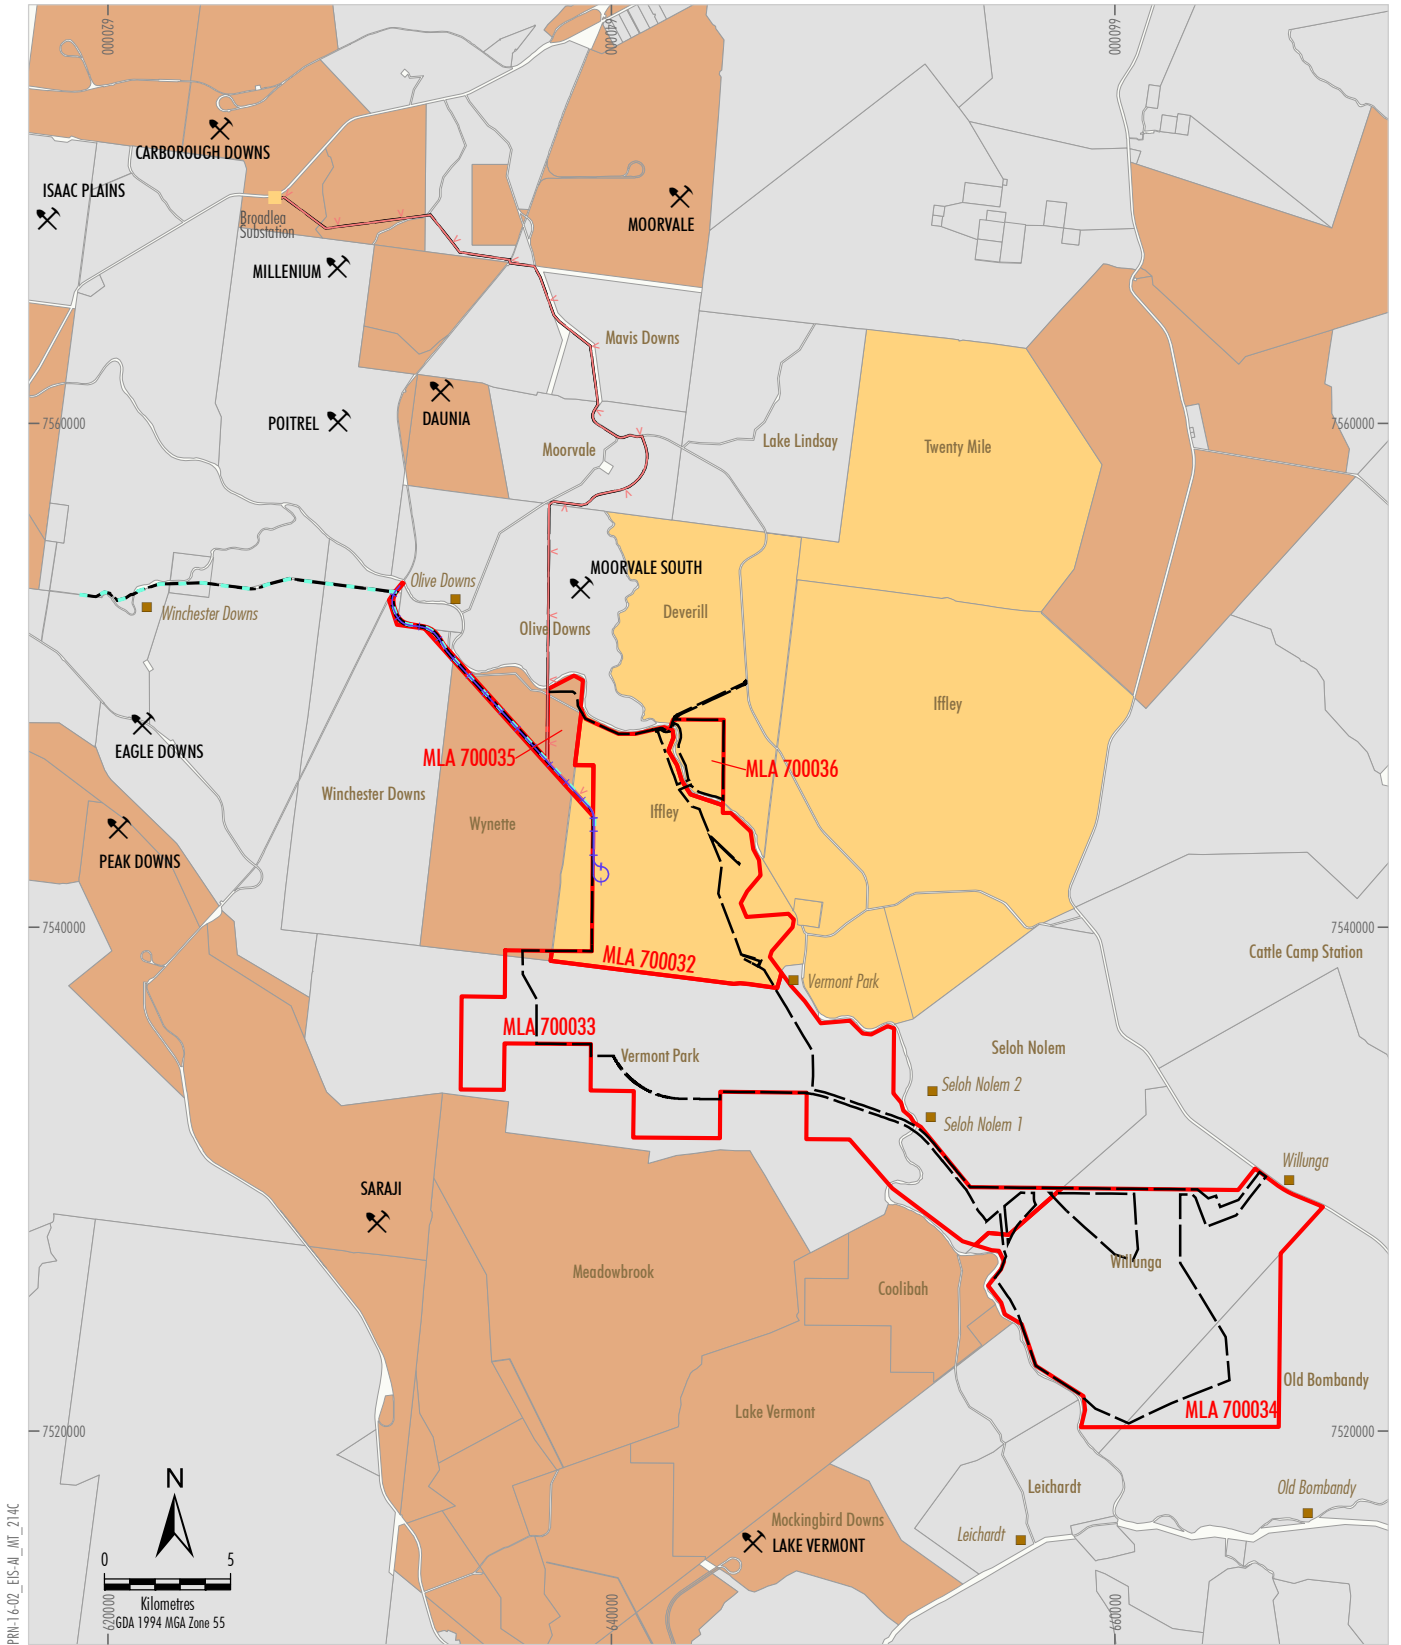 620000
640000
660000
CARBOROUGH DOWNS
ISAAC PLAINS
Broadlea
Substation
MOORVALE
MILLENIUM
Mavis Downs
DAUNIA
POITREL
7560000
7560000
Moorvale
Lake Lindsay
Twenty Mile
MOORVALE SOUTH
Olive Downs
Winchester Downs
Deverill
Olive Downs
Iffley
EAGLE DOWNS
MLA 700035
MLA 700036
Winchester Downs
Wynette
Iffley
PEAK DOWNS
7540000
7540000
Cattle Camp Station
MLA 700032
Vermont Park
MLA 700033
Vermont Park
Seloh Nolem
Seloh Nolem 2
Seloh Nolem 1
Willunga
SARAJI
Meadowbrook
Coolibah
Willunga
Old Bombandy
Lake Vermont
MLA 700034
7520000
7520000
N
Leichardt
Old Bombandy
Mockingbird Downs
LAKE VERMONT
Leichardt
0 5
Kilometres
GDA 1994 MGA Zone 55
620000
640000
660000
PRN-16-02_EIS-AI_MT_214C